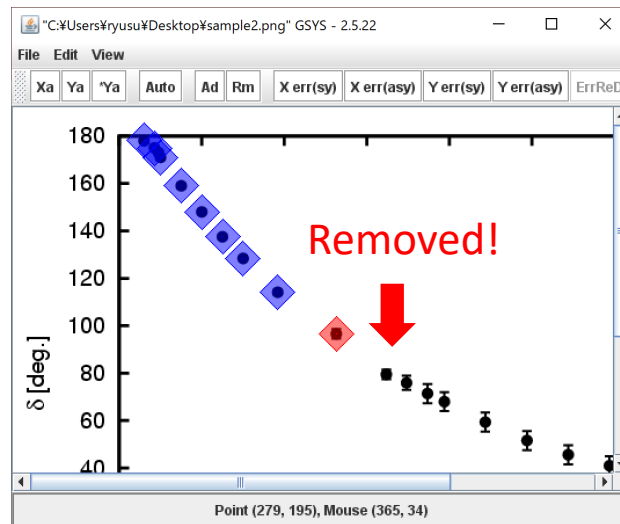 "C:¥Users¥ryusu¥Desktop¥sample2.png" GSYS - 2.5.22
File Edit View
Xa Ya *Ya Auto Ad Rm X err(sy) X err(asy) Y err(sy) Y err(asy) ErrReD
180
160
140
120
100
80
60
40
δ [deg.]
Removed!
Point (279, 195), Mouse (365, 34)